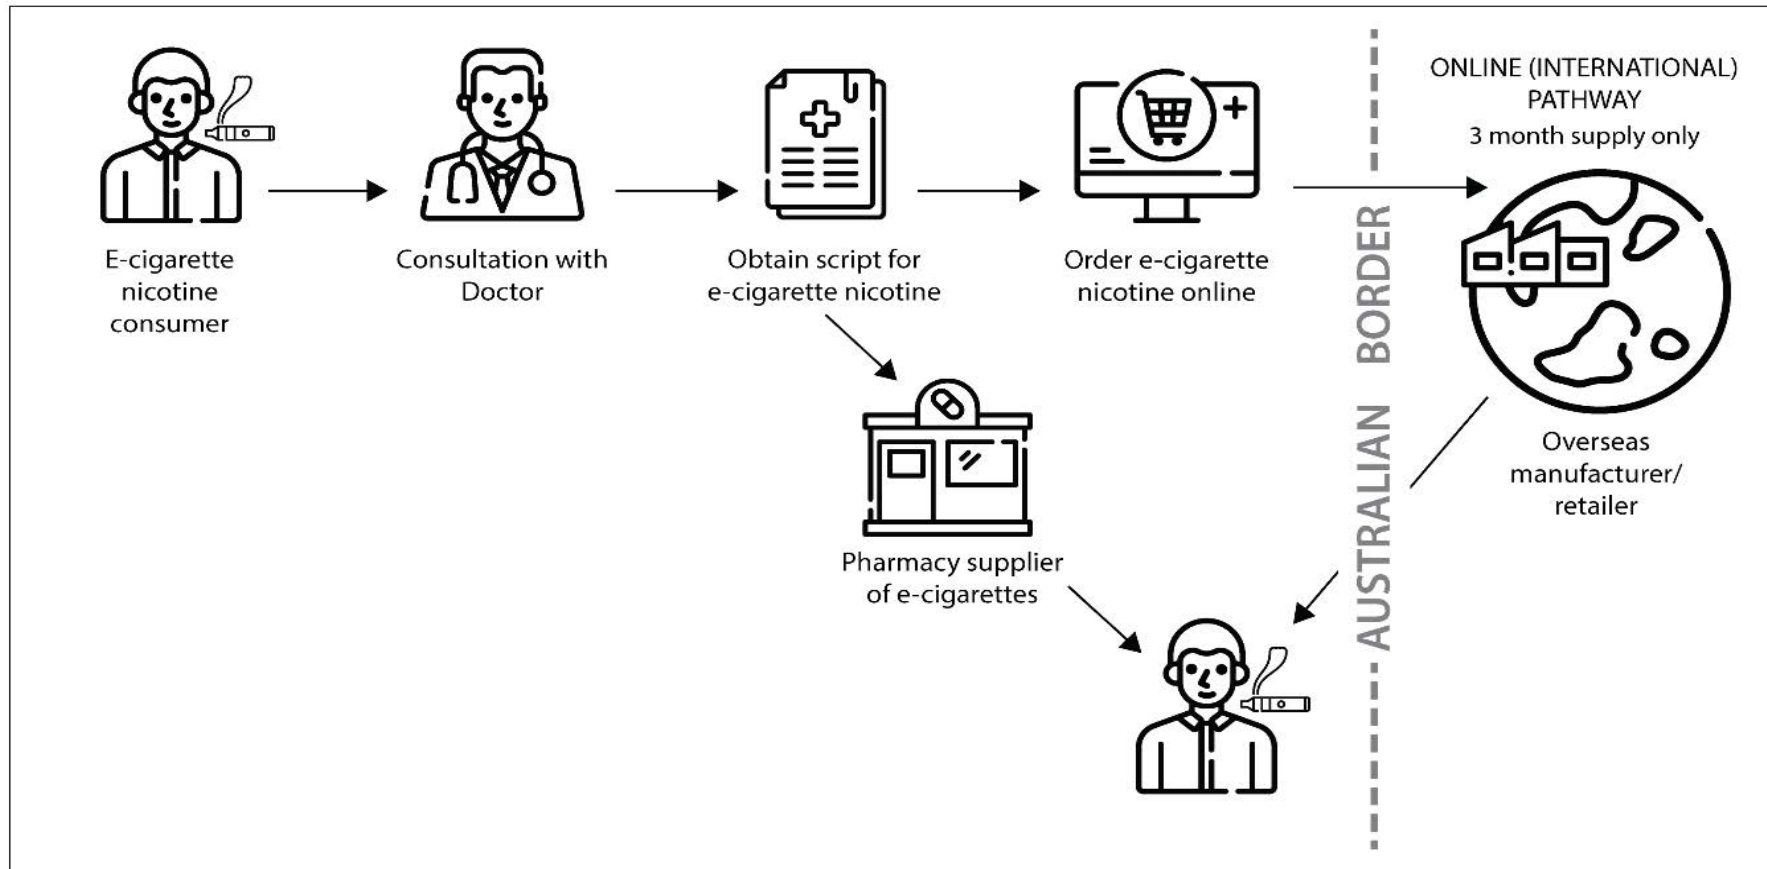 E-cigarette
nicotine
consumer
Consultation with
Doctor
Obtain script for
e-cigarette nicotine
Order e-cigarette
nicotine online
ONLINE (INTERNATIONAL)
PATHWAY
3 month supply only
Overseas
manufacturer/
retailer
AUSTRALIAN BORDER
Pharmacy supplier
of e-cigarettes